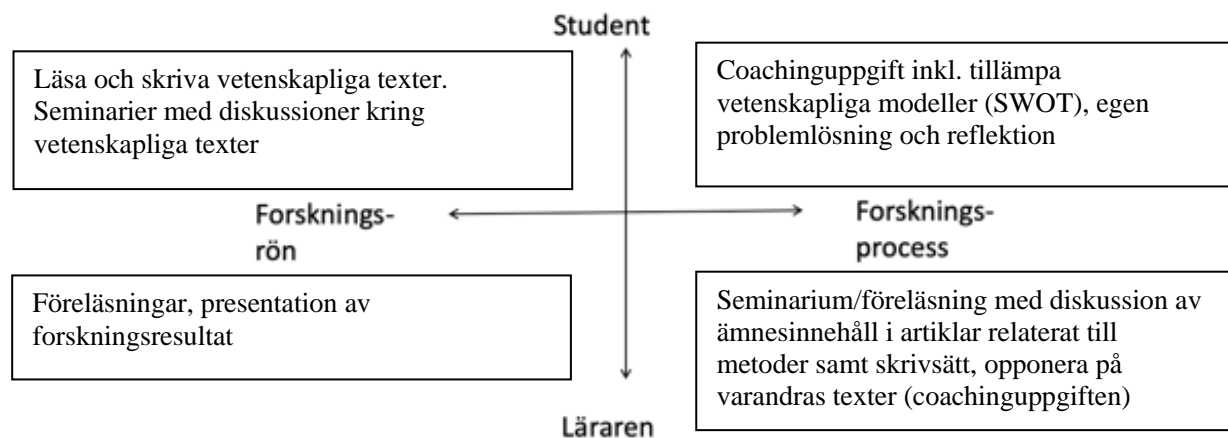 Student
Läsa och skriva vetenskapliga texter.
Seminarier med diskussioner kring
vetenskapliga texter
Coachinguppgift inkl. tillämpa
vetenskapliga modeller (SWOT), egen
problemlösning och reflektion
Forsknings-
rön
Forsknings-
process
Föreläsningar, presentation av
forskningsresultat
Seminarium/föreläsning med diskussion av
ämnesinnehåll i artiklar relaterat till
metoder samt skrivsätt, opponera på
varandras texter (coachinguppgiften)
Läraren